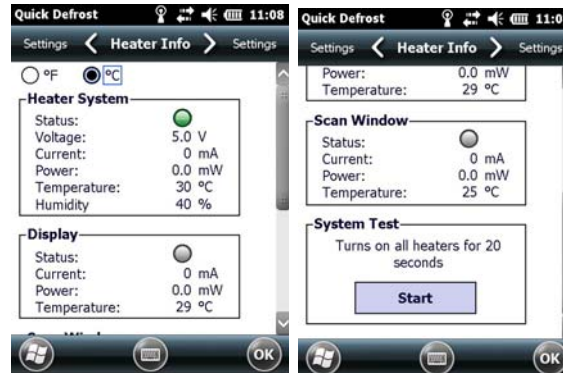 Quick Defrost 11:08
Settings Heater Info Settings
°F °C
Heater System
Status:
Voltage: 5.0 V
Current: 0 mA
Power: 0.0 mW
Temperature: 30 °C
Humidity 40 %
Display
Status:
Current: 0 mA
Power: 0.0 mW
Temperature: 29 °C
OK
Quick Defrost 11:0
Settings Heater Info Settings
Power: 0.0 mW
Temperature: 29 °C
Scan Window
Status:
Current: 0 mA
Power: 0.0 mW
Temperature: 25 °C
System Test
Turns on all heaters for 20
seconds
Start
OK